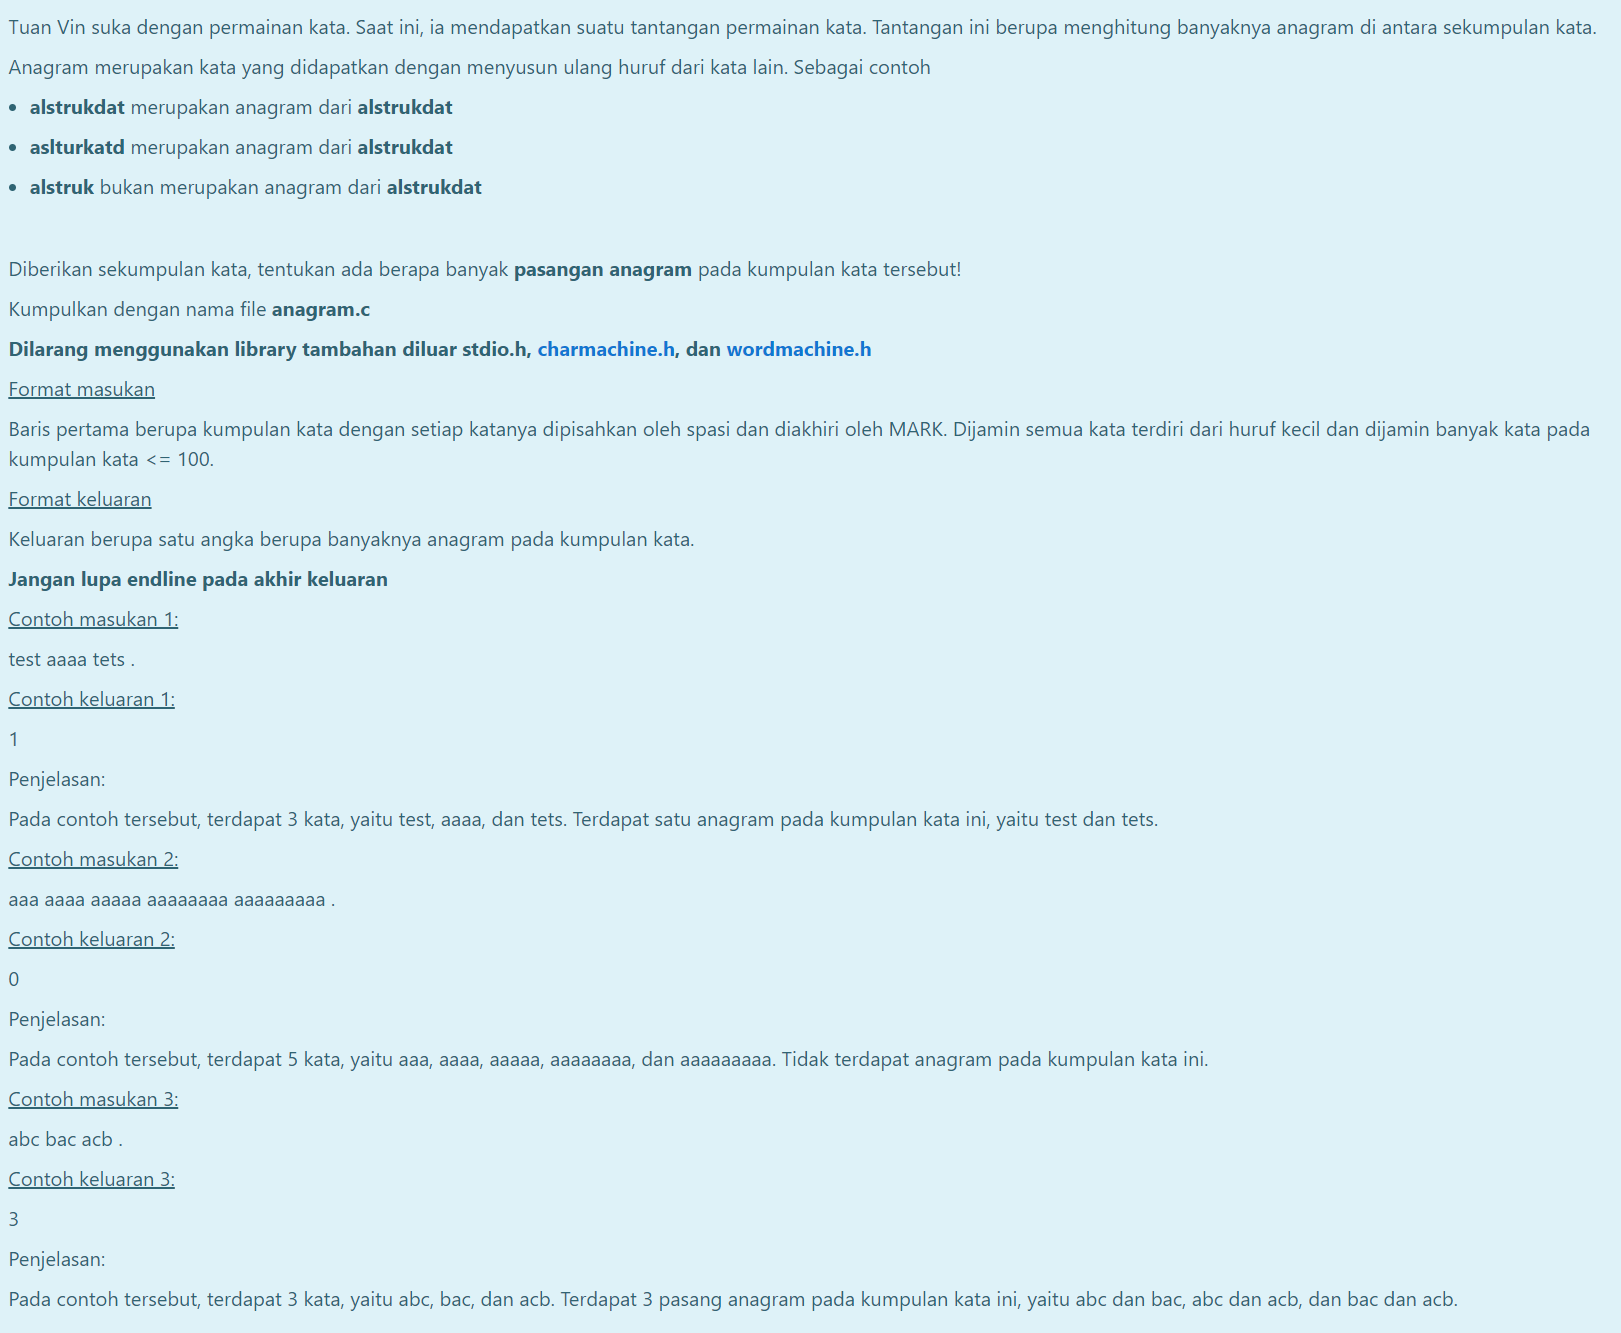 Tuan Vin suka dengan permainan kata. Saat ini, ia mendapatkan suatu tantangan permainan kata. Tantangan ini berupa menghitung banyaknya anagram di antara sekumpulan kata.
Anagram merupakan kata yang didapatkan dengan menyusun ulang huruf dari kata lain. Sebagai contoh
• alstrukdat merupakan anagram dari alstrukdat
• aslturkatd merupakan anagram dari alstrukdat
• alstruk bukan merupakan anagram dari alstrukdat
Diberikan sekumpulan kata, tentukan ada berapa banyak pasangan anagram pada kumpulan kata tersebut!
Kumpulkan dengan nama file anagram.c
Dilarang menggunakan library tambahan diluar stdio.h, charmachine.h, dan wordmachine.h
Format masukan
Baris pertama berupa kumpulan kata dengan setiap katanya dipisahkan oleh spasi dan diakhiri oleh MARK. Dijamin semua kata terdiri dari huruf kecil dan dijamin banyak kata pada
kumpulan kata <= 100.
Format keluaran
Keluaran berupa satu angka berupa banyaknya anagram pada kumpulan kata.
Jangan lupa endline pada akhir keluaran
Contoh masukan 1:
test aaaa tets .
Contoh keluaran 1:
1
Penjelasan:
Pada contoh tersebut, terdapat 3 kata, yaitu test, aaaa, dan tets. Terdapat satu anagram pada kumpulan kata ini, yaitu test dan tets.
Contoh masukan 2:
aaa aaaa aaaaa aaaaaaaa aaaaaaaaa .
Contoh keluaran 2:
0
Penjelasan:
Pada contoh tersebut, terdapat 5 kata, yaitu aaa, aaaa, aaaaa, aaaaaaaa, dan aaaaaaaaa. Tidak terdapat anagram pada kumpulan kata ini.
Contoh masukan 3:
abc bac acb .
Contoh keluaran 3:
3
Penjelasan:
Pada contoh tersebut, terdapat 3 kata, yaitu abc, bac, dan acb. Terdapat 3 pasang anagram pada kumpulan kata ini, yaitu abc dan bac, abc dan acb, dan bac dan acb.